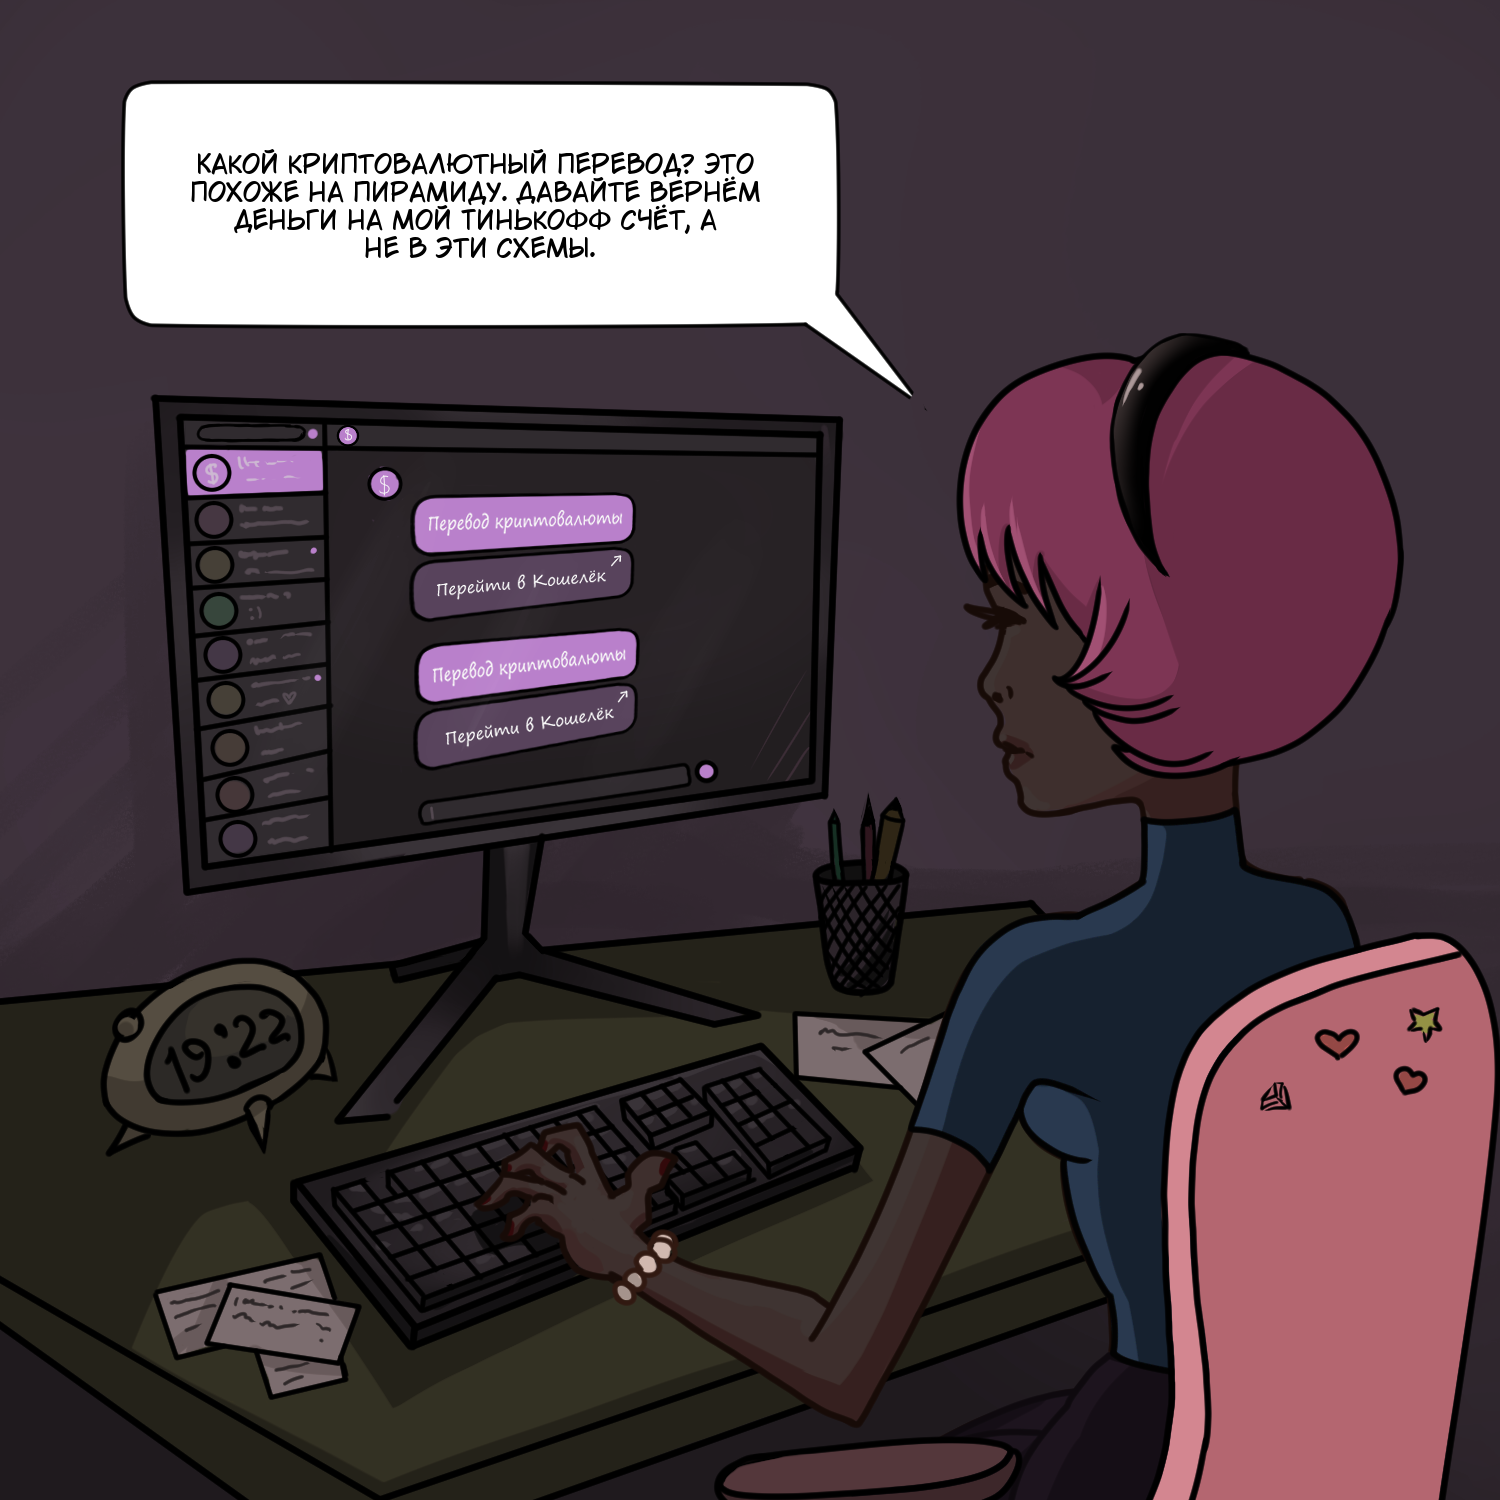 КАКОЙ КРИПТОВАЛЮТНЫЙ ПЕРЕВОД? ЭТО
ПОХОЖЕ НА ПИРАМИДУ. ДАВАЙТЕ ВЕРНЁМ
ДЕНЬГИ НА МОЙ ТИНЬКОФФ СЧЁТ, А
НЕ В ЭТИ СХЕМЫ.
$
$
$
Перевод криптовалюты
Перейти в Кошелёк
:)
Перевод криптовалюты
Перейти в Кошелёк
19:22